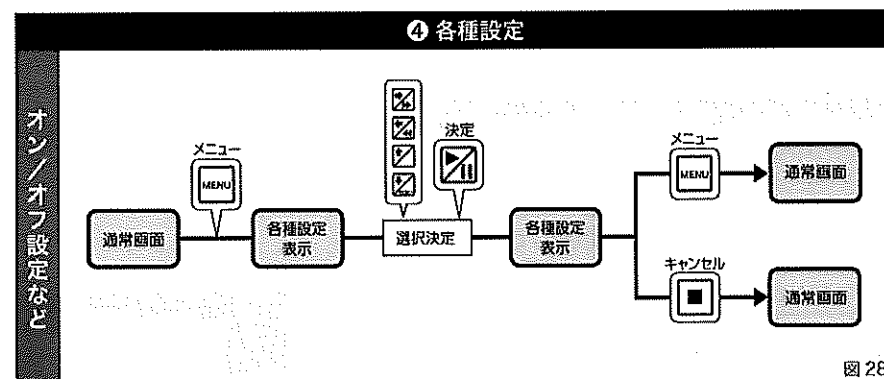 ❹ 各種設定
オン／オフ設定など
通常画面
メニュー
MENU
各種設定
表示
決定
選択決定
各種設定
表示
メニュー
MENU
通常画面
キャンセル
通常画面
図28